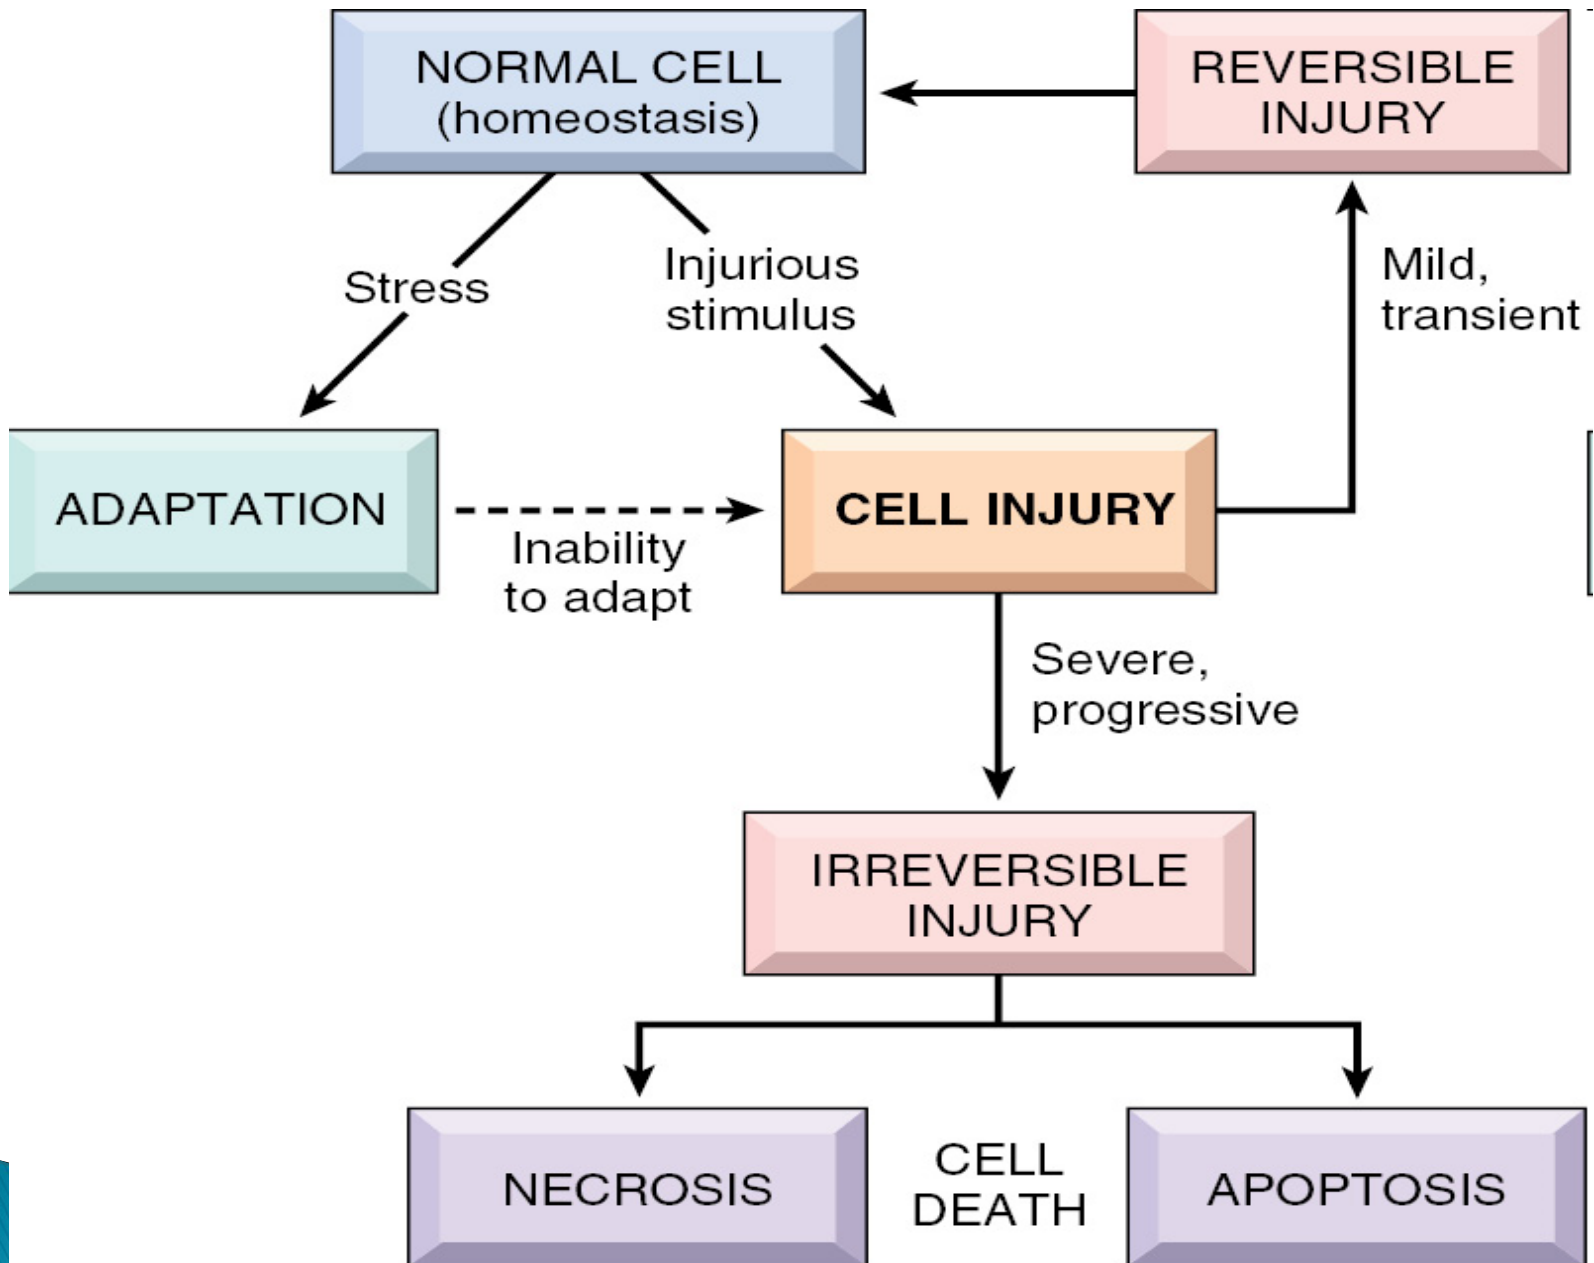 NORMAL CELL
(homeostasis)
REVERSIBLE
INJURY
Stress
Injurious
stimulus
Mild,
transient
ADAPTATION
Inability
to adapt
CELL INJURY
Severe,
progressive
IRREVERSIBLE
INJURY
NECROSIS
CELL
DEATH
APOPTOSIS